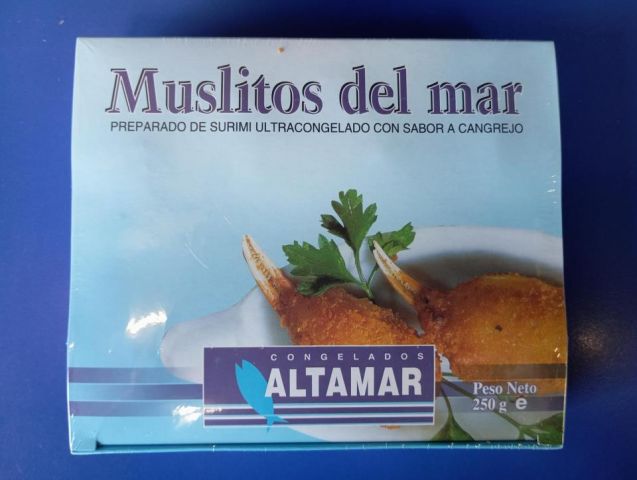 Muslitos del mar
PREPARADO DE SURIMI ULTRACONGELADO CON SABOR A CANGREJO
CONGELADOS
ALTAMAR
Peso Neto
250 g e